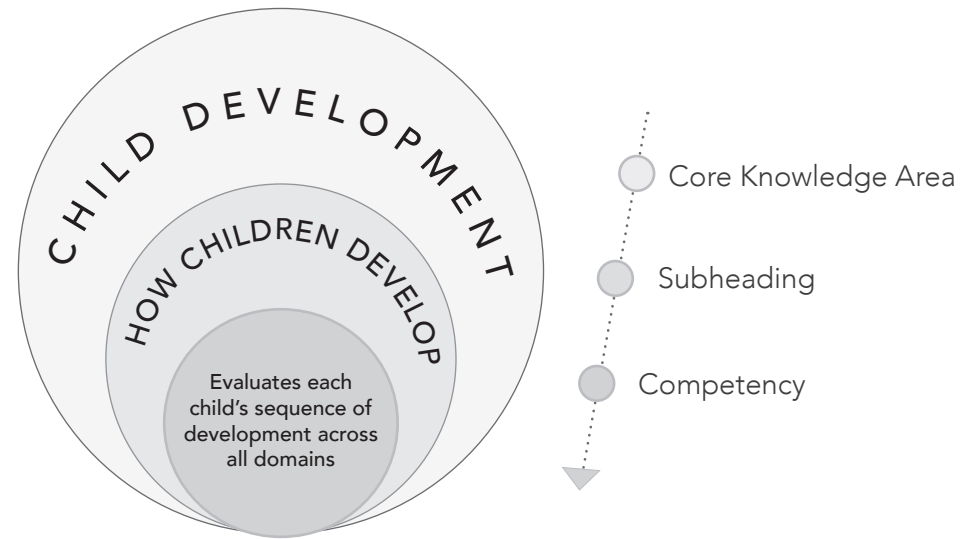 CHILD DEVELOPMENT
HOW CHILDREN DEVELOP
Evaluates each
child’s sequence of
development across
all domains
Core Knowledge Area
Subheading
Competency